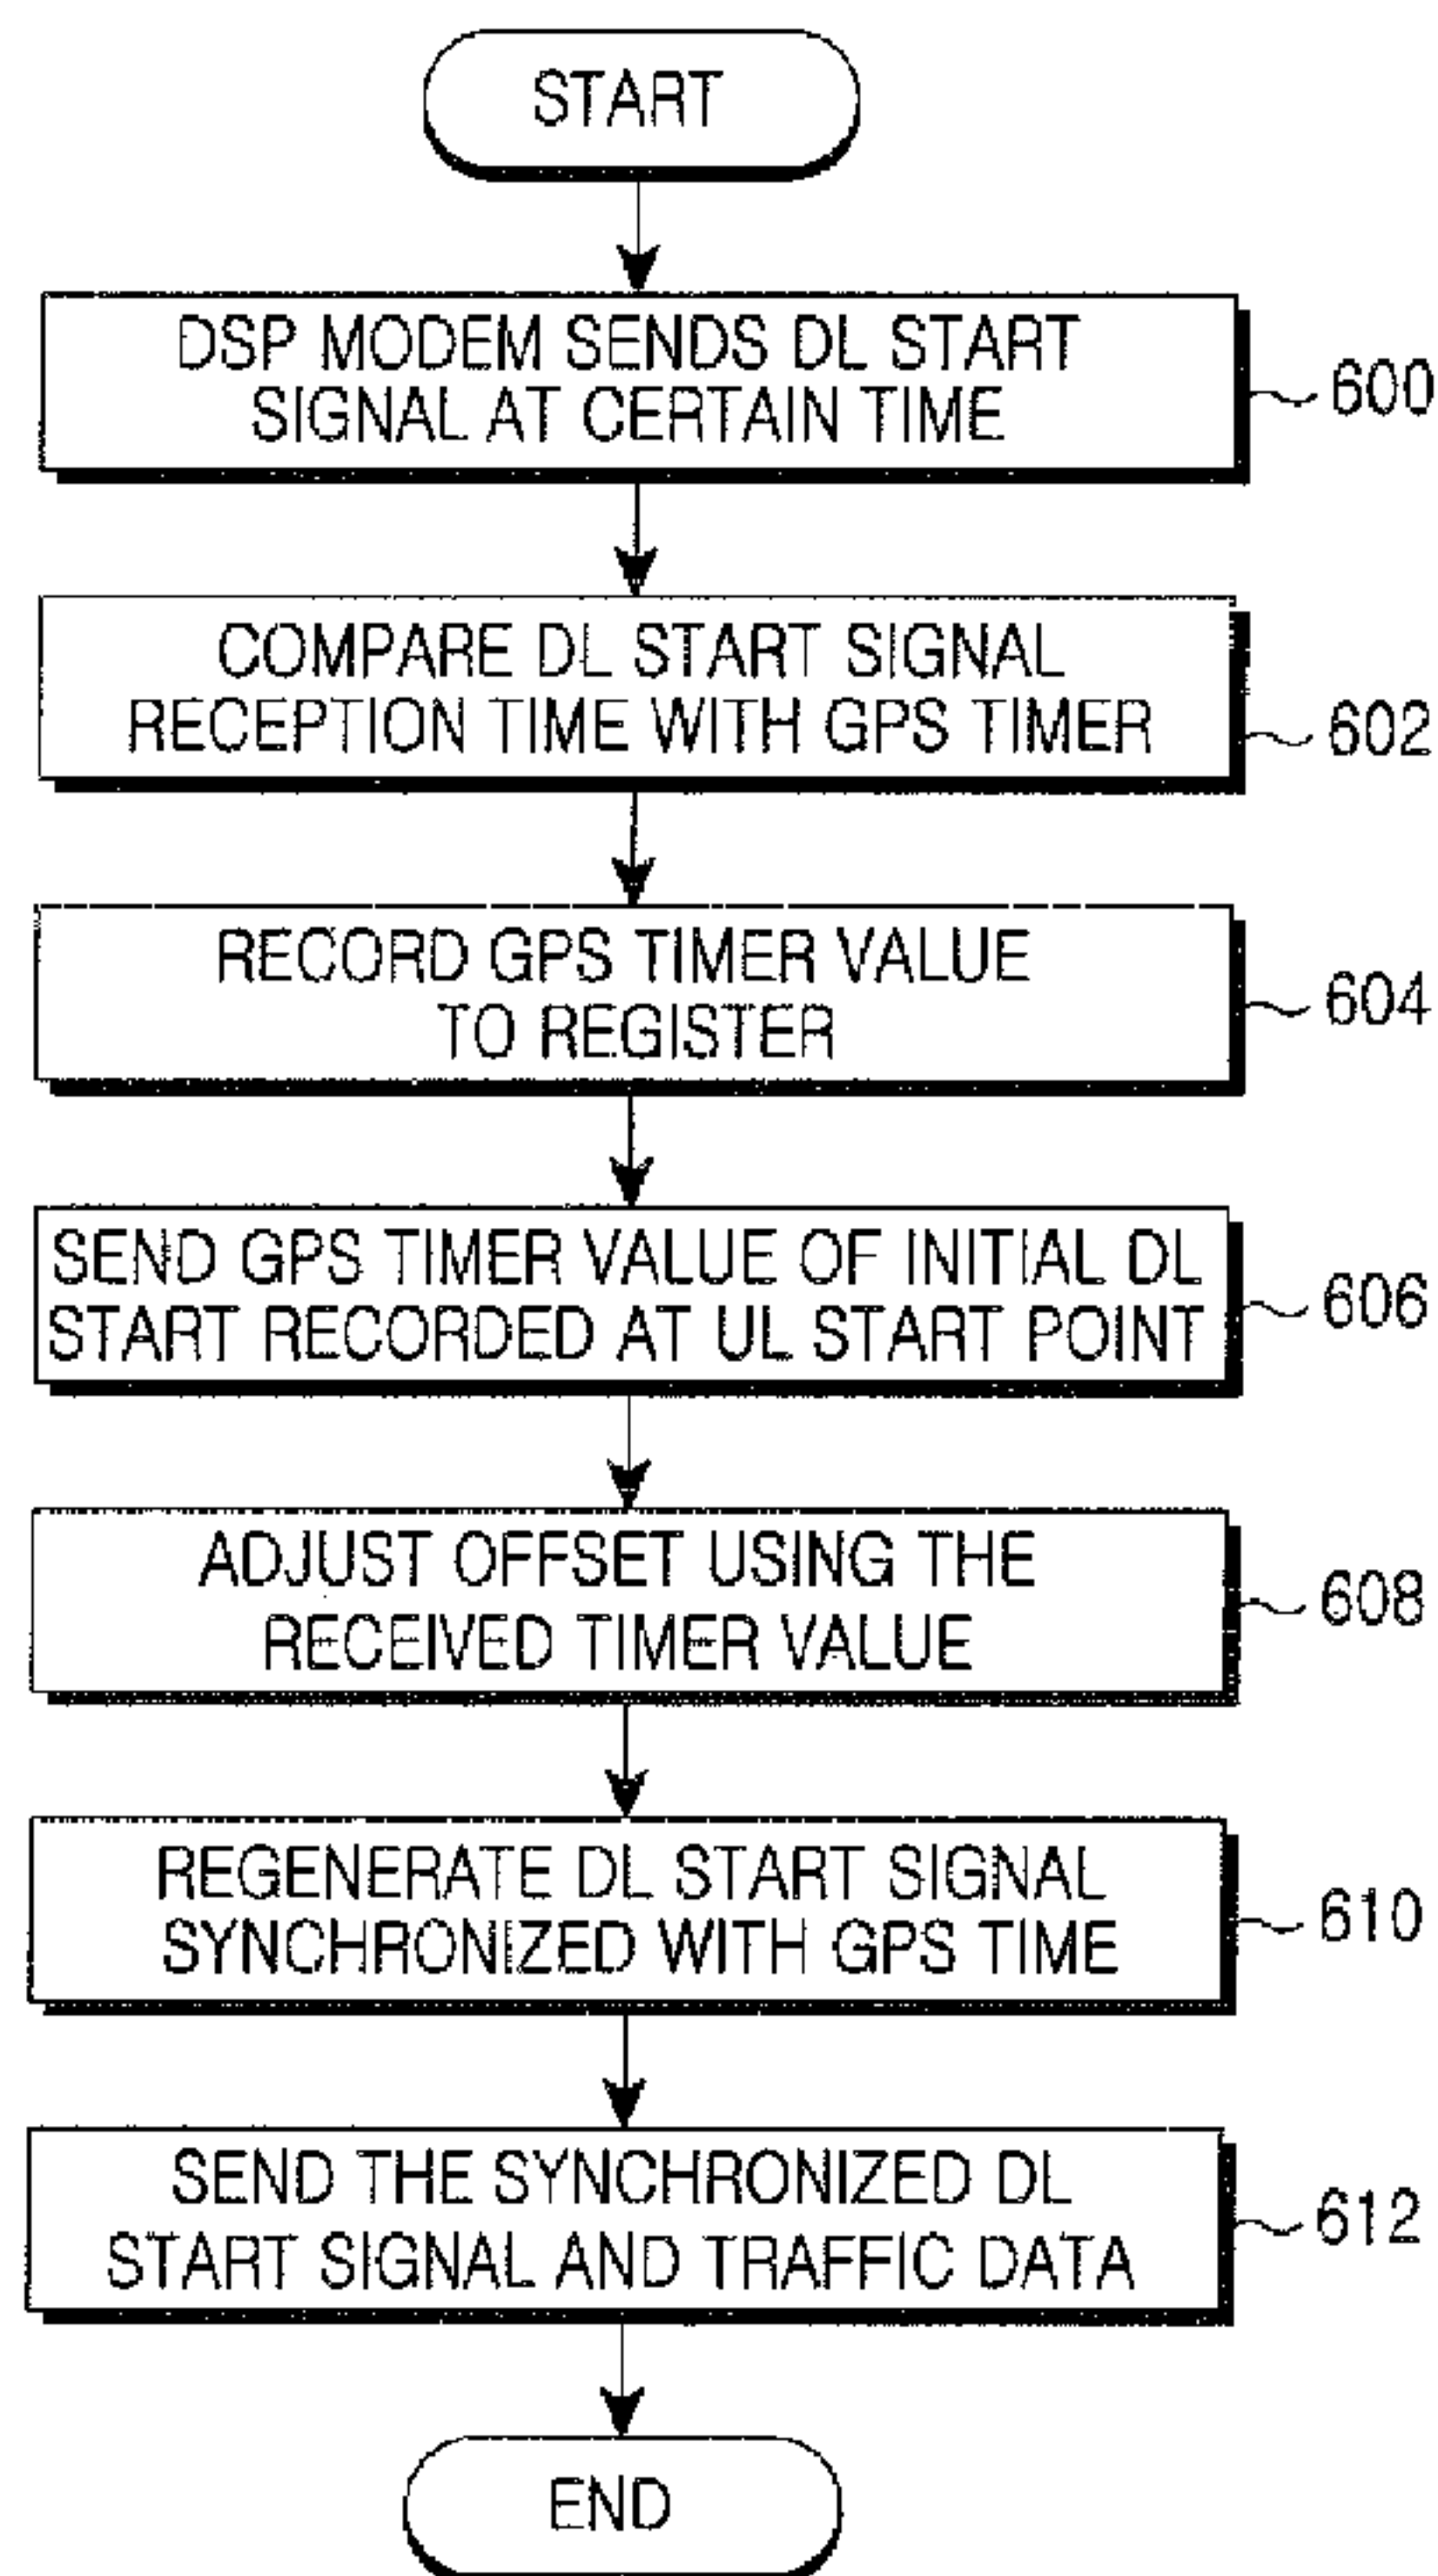 START
DSP MODEM SENDS DL START
SIGNAL AT CERTAIN TIME
600
COMPARE DL START SIGNAL
RECEPTION TIME WITH GPS TIMER
602
RECORD GPS TIMER VALUE
TO REGISTER
604
SEND GPS TIMER VALUE OF INITIAL DL
START RECORDED AT UL START POINT
606
ADJUST OFFSET USING THE
RECEIVED TIMER VALUE
608
REGENERATE DL START SIGNAL
SYNCHRONIZED WITH GPS TIME
610
SEND THE SYNCHRONIZED DL
START SIGNAL AND TRAFFIC DATA
612
END